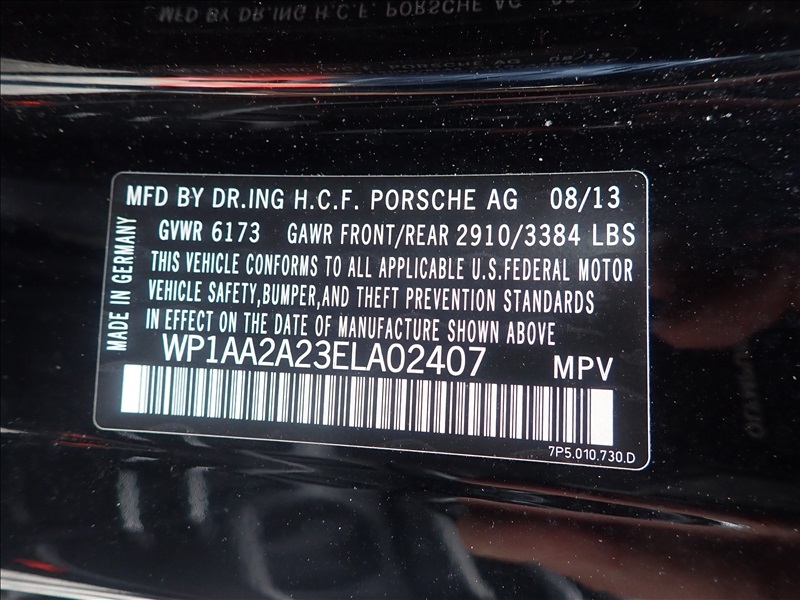 MFD BY DR.ING H.C.F. PORSCHE AG 08/13
GVWR 6173 GAWR FRONT/REAR 2910/3384 LBS
THIS VEHICLE CONFORMS TO ALL APPLICABLE U.S.FEDERAL MOTOR
VEHICLE SAFETY,BUMPER,AND THEFT PREVENTION STANDARDS
IN EFFECT ON THE DATE OF MANUFACTURE SHOWN ABOVE
WP1AA2A23ELA02407 MPV
7P5.010.730.D
MADE IN GERMANY